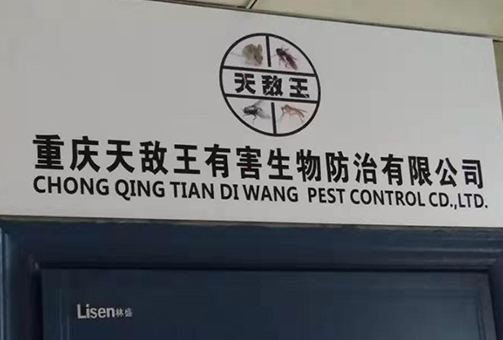 天敌王
重庆天敌王有害生物防治有限公司
CHONG QING TIAN DI WANG PEST CONTROL CD.,LTD.
Lisen林盛